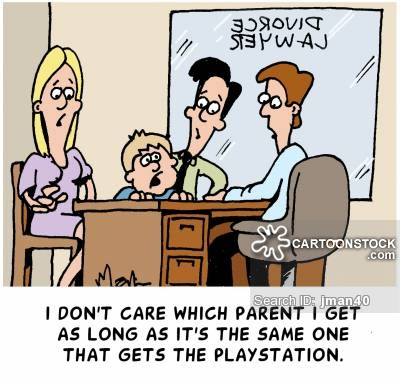 DIVORCE
LAWYER
CARTOONSTOCK
.com
Search ID: jman40
I DON'T CARE WHICH PARENT I GET
AS LONG AS IT'S THE SAME ONE
THAT GETS THE PLAYSTATION.